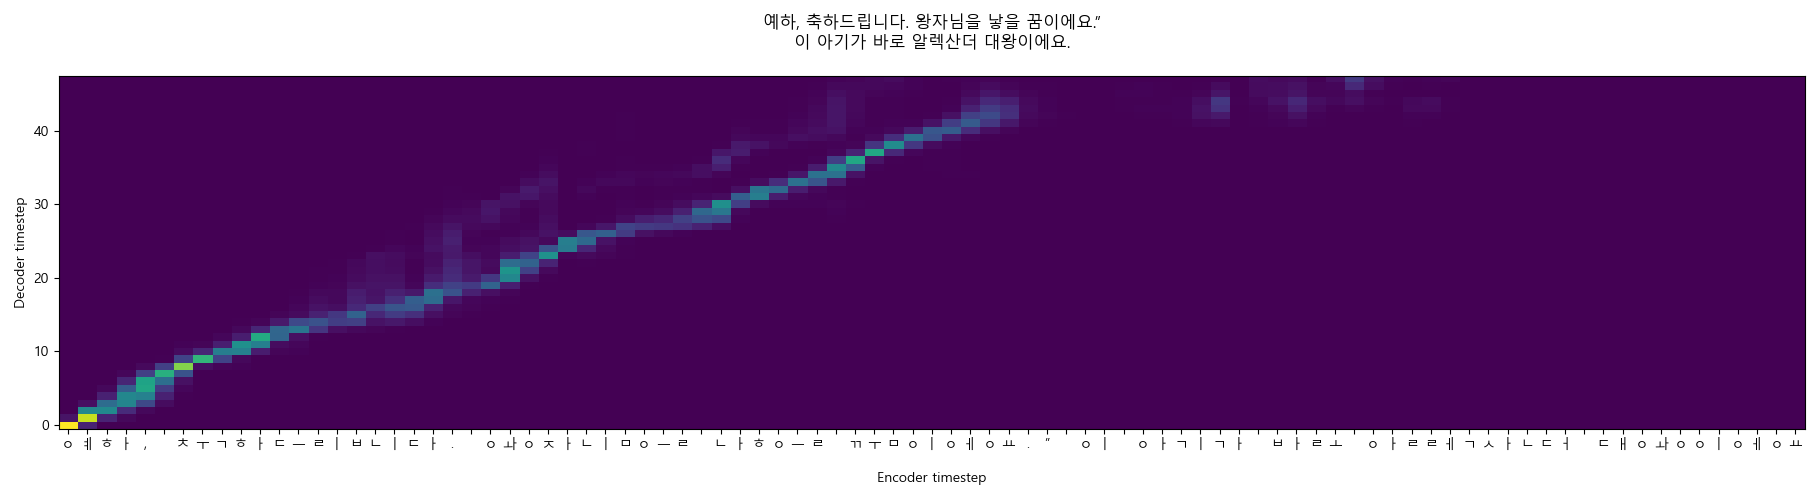 예하, 축하드립니다. 왕자님을 낳을 꿈이에요.”
이 아기가 바로 알렉산더 대왕이에요.
Decoder timestep
40
30
20
10
0
ㅇ ㅖ ㅎ ㅏ , ㅊ ㅜ ㄱ ㅎ ㅏ ㄷ ㅡ ㄹ ㅣ ㅂ ㄴ ㅣ ㄷ ㅏ . ㅇ ㅘ ㅇ ㅈ ㅏ ㄴ ㅣ ㅁ ㅇ ㅡ ㄹ ㄴ ㅏ ㅎ ㅇ ㅡ ㄹ ㄲ ㅜ ㅁ ㅇ ㅣ ㅇ ㅔ ㅇ ㅛ . ” ㅇ ㅣ ㅇ ㅏ ㄱ ㅣ ㄱ ㅏ ㅂ ㅏ ㄹ ㅗ ㅇ ㅏ ㄹ ㄹ ㅔ ㄱ ㅅ ㅏ ㄴ ㄷ ㅓ ㄷ ㅐ ㅇ ㅘ ㅇ ㅇ ㅣ ㅇ ㅔ ㅇ ㅛ
Encoder timestep